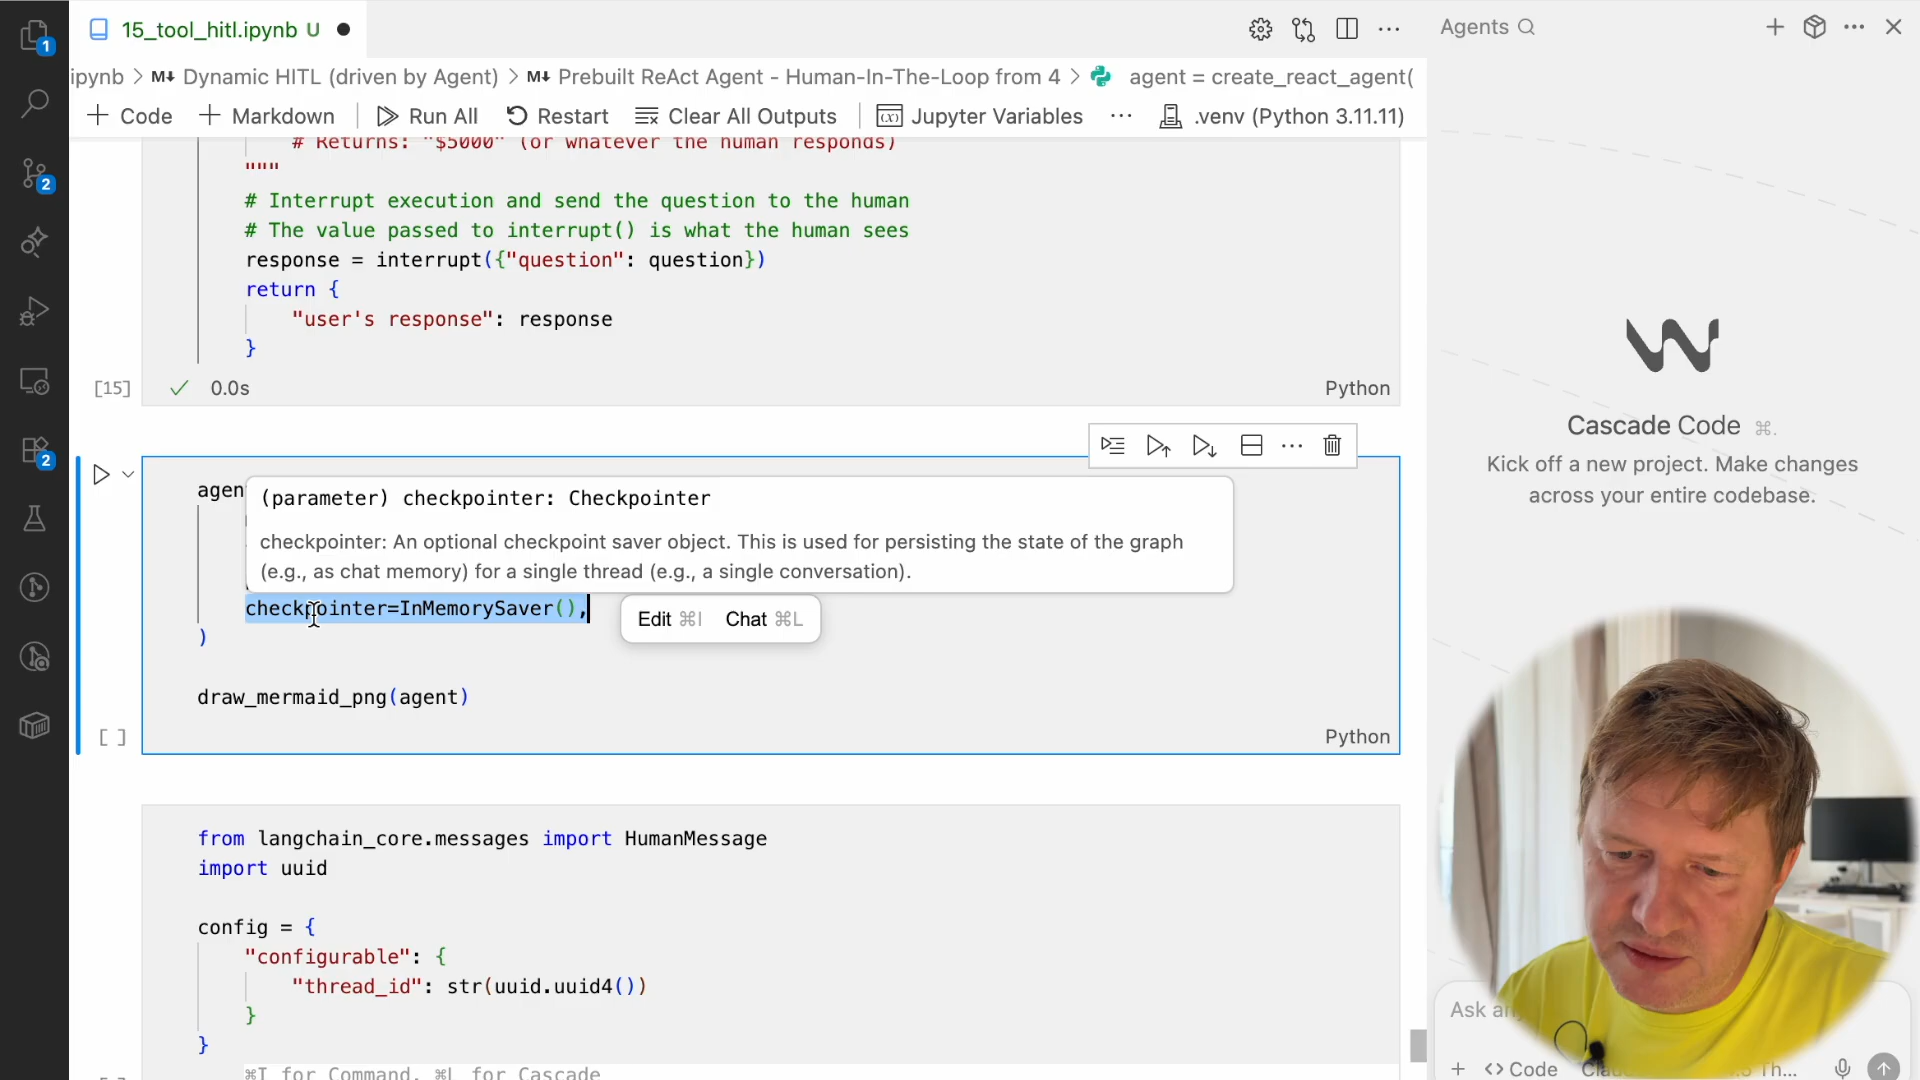 15_tool_hitl.ipynb U
Agents
1
ipynb > M↓ Dynamic HITL (driven by Agent) > M↓ Prebuilt ReAct Agent - Human-In-The-Loop from 4 > agent = create_react_agent(
+ Code + Markdown Run All Restart Clear All Outputs Jupyter Variables ... .venv (Python 3.11.11)
# Returns: "$5000" (or whatever the human responds)
"""
2
# Interrupt execution and send the question to the human
# The value passed to interrupt() is what the human sees
response = interrupt({"question": question})
return {
"user's response": response
}
[15] 0.0s Python
Cascade Code ⌘.
Kick off a new project. Make changes
across your entire codebase.
2
agen
(parameter) checkpointer: Checkpointer
checkpointer: An optional checkpoint saver object. This is used for persisting the state of the graph
(e.g., as chat memory) for a single thread (e.g., a single conversation).
checkpointer=InMemorySaver(),
Edit ⌘I Chat ⌘L
)
draw_mermaid_png(agent)
[ ] Python
from langchain_core.messages import HumanMessage
import uuid
config = {
"configurable": {
"thread_id": str(uuid.uuid4())
}
}
⌘I for Command, ⌘L for Cascade
Ask
+ <> Code